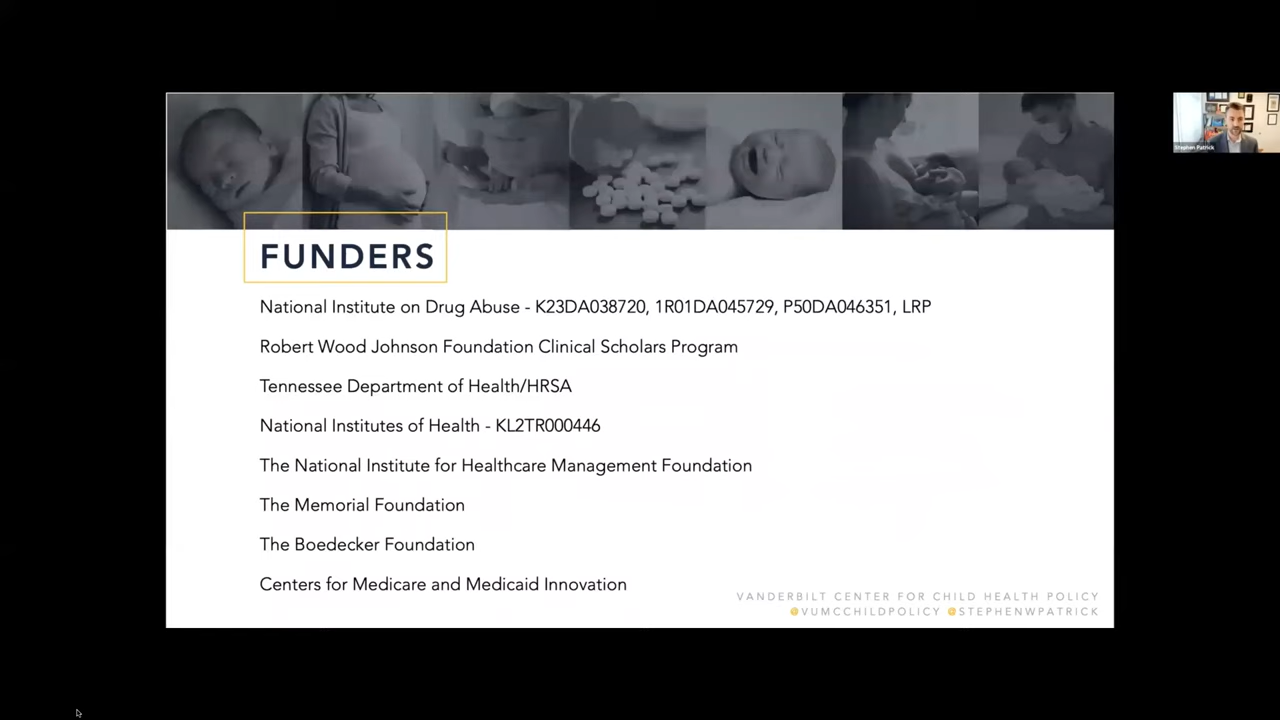 Stephen Patrick
FUNDERS
National Institute on Drug Abuse - K23DA038720, 1R01DA045729, P50DA046351, LRP
Robert Wood Johnson Foundation Clinical Scholars Program
Tennessee Department of Health/HRSA
National Institutes of Health - KL2TR000446
The National Institute for Healthcare Management Foundation
The Memorial Foundation
The Boedecker Foundation
Centers for Medicare and Medicaid Innovation
VANDERBILT CENTER FOR CHILD HEALTH POLICY
@VUMCCHILDPOLICY @STEPHENWPATRICK